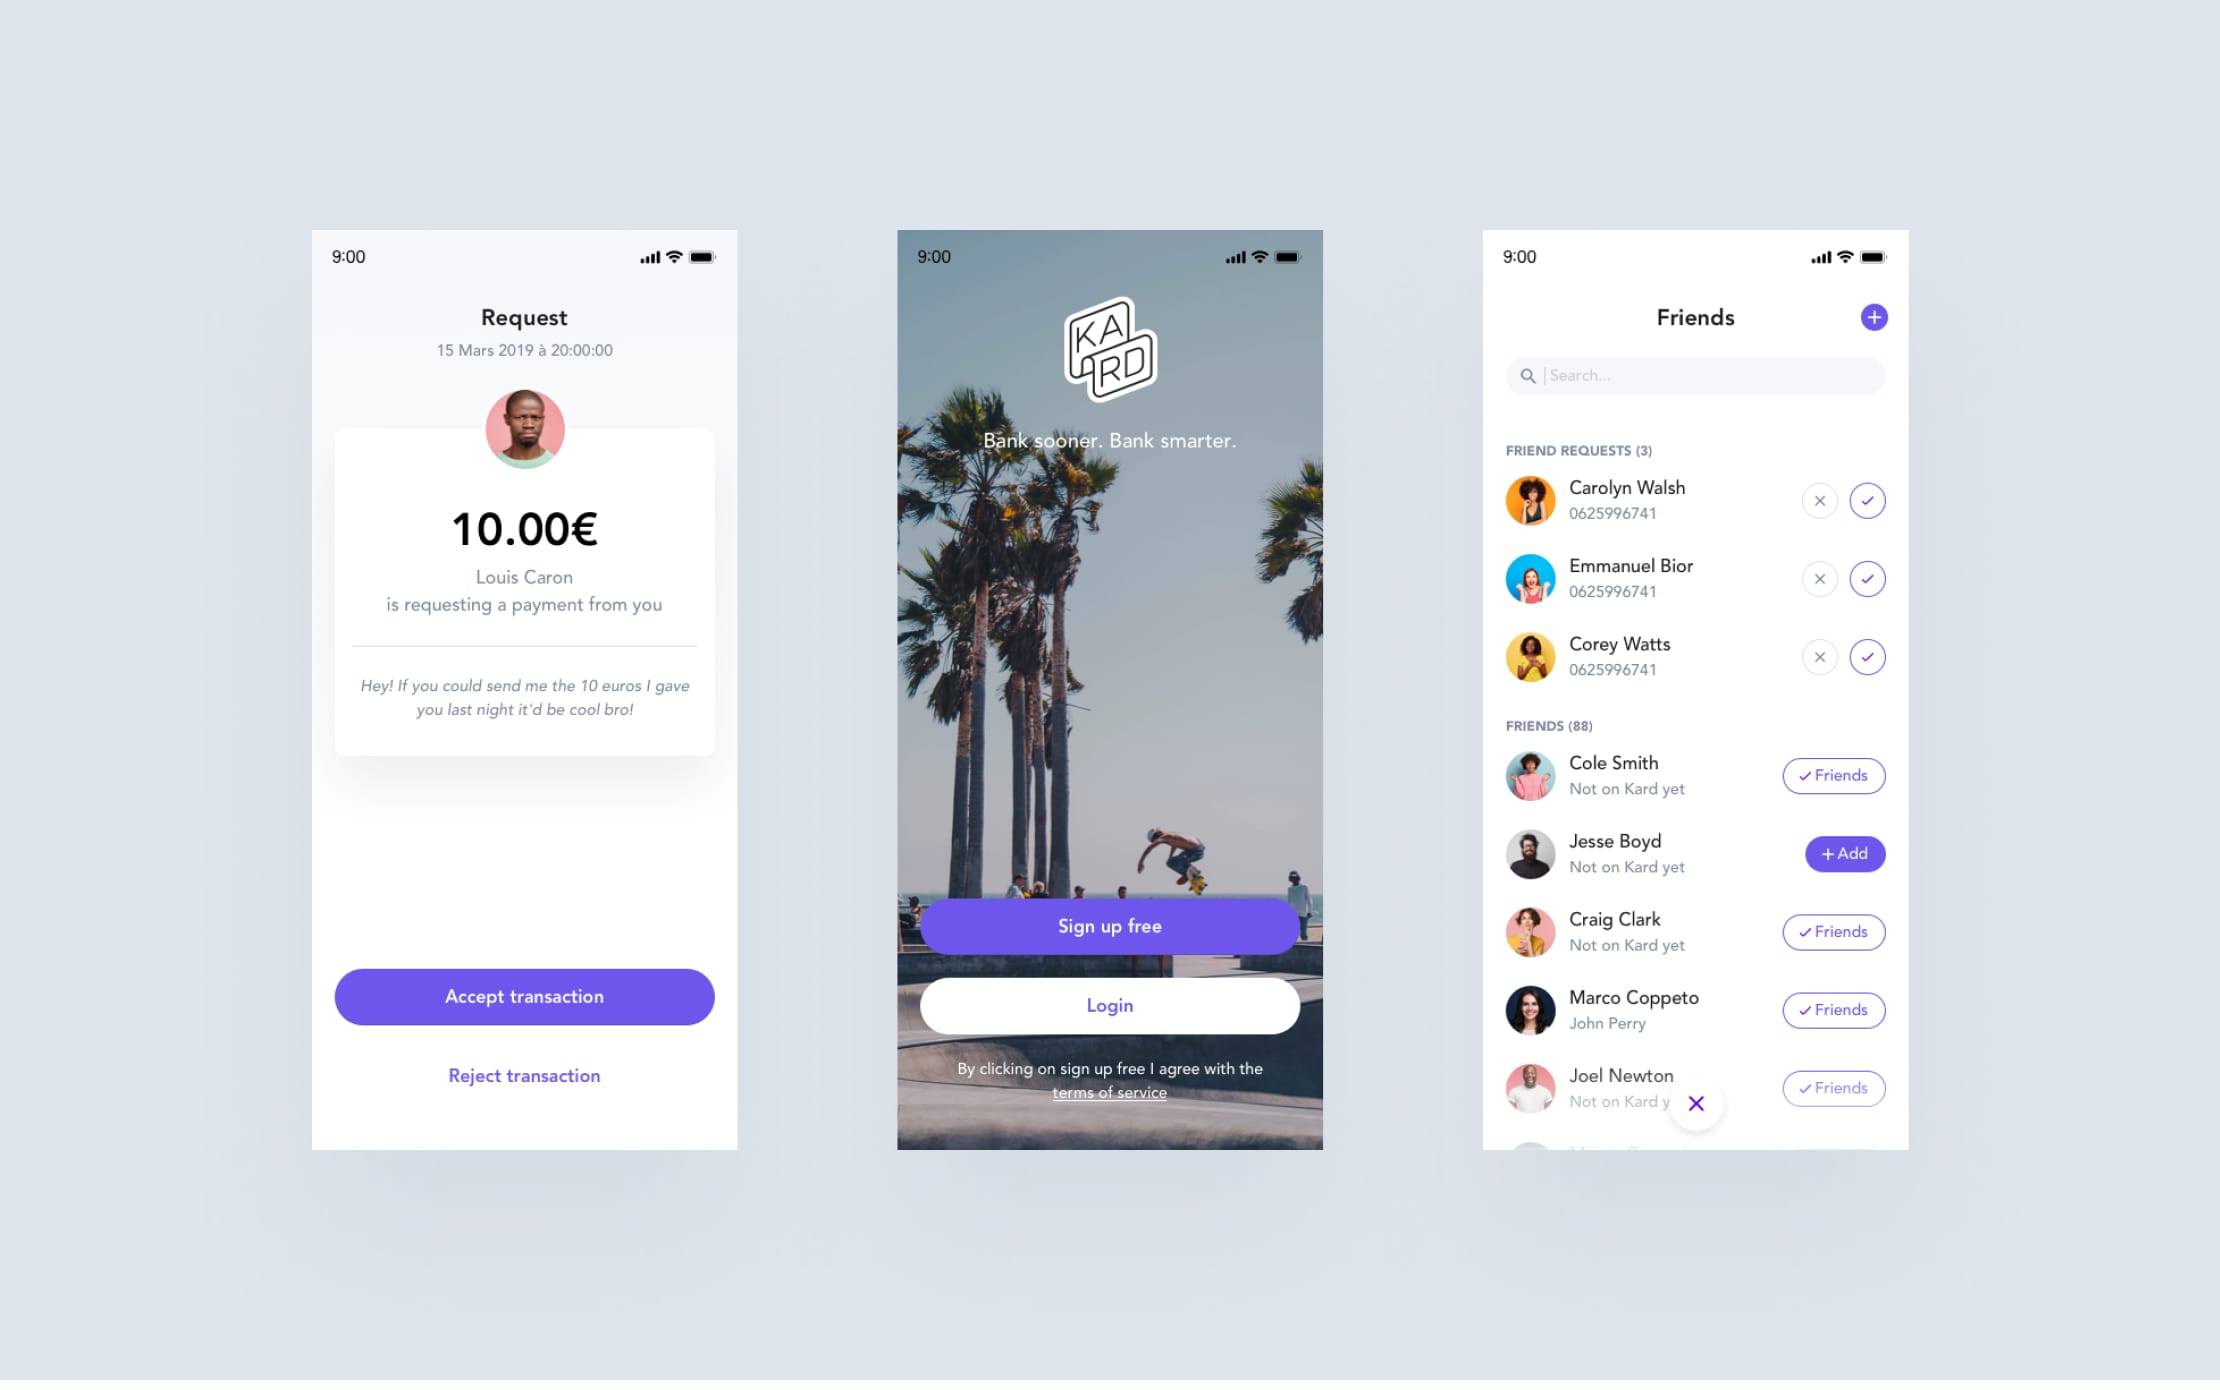 9:00
Request
15 Mars 2019 à 20:00:00
10.00€
Louis Caron
is requesting a payment from you
Hey! If you could send me the 10 euros I gave
you last night it'd be cool bro!
Accept transaction
Reject transaction
9:00
KA
RD
Bank sooner. Bank smarter.
Sign up free
Login
By clicking on sign up free I agree with the
terms of service
9:00
Friends
Search...
FRIEND REQUESTS (3)
Carolyn Walsh
0625996741
Emmanuel Bior
0625996741
Corey Watts
0625996741
FRIENDS (88)
Cole Smith
Not on Kard yet
Friends
Jesse Boyd
Not on Kard yet
+ Add
Craig Clark
Not on Kard yet
Friends
Marco Coppeto
John Perry
Friends
Joel Newton
Not on Kard y
Friends